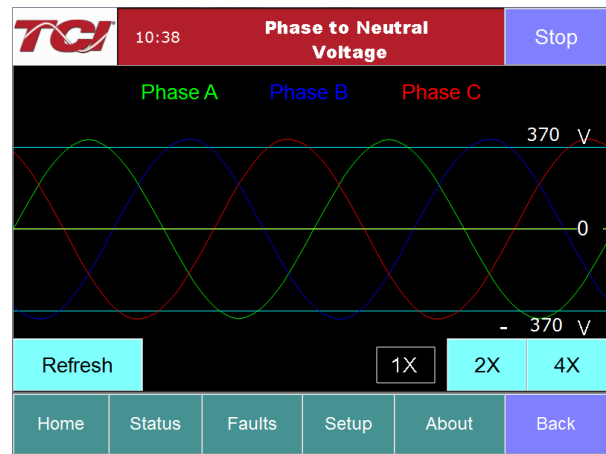 TCI
10:38
Phase to Neutral
Voltage
Stop
Phase A Phase B Phase C
370 V
0
- 370 V
Refresh
1X
2X
4X
Home
Status
Faults
Setup
About
Back